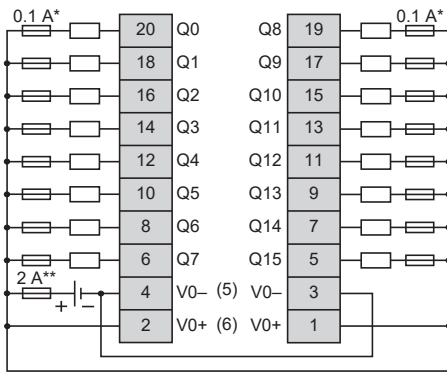 0.1 A* 20 Q0 Q8 19 0.1 A*
18 Q1 Q9 17
16 Q2 Q10 15
14 Q3 Q11 13
12 Q4 Q12 11
10 Q5 Q13 9
8 Q6 Q14 7
6 Q7 Q15 5
2 A** + – 4 V0– (5) V0– 3
2 V0+ (6) V0+ 1